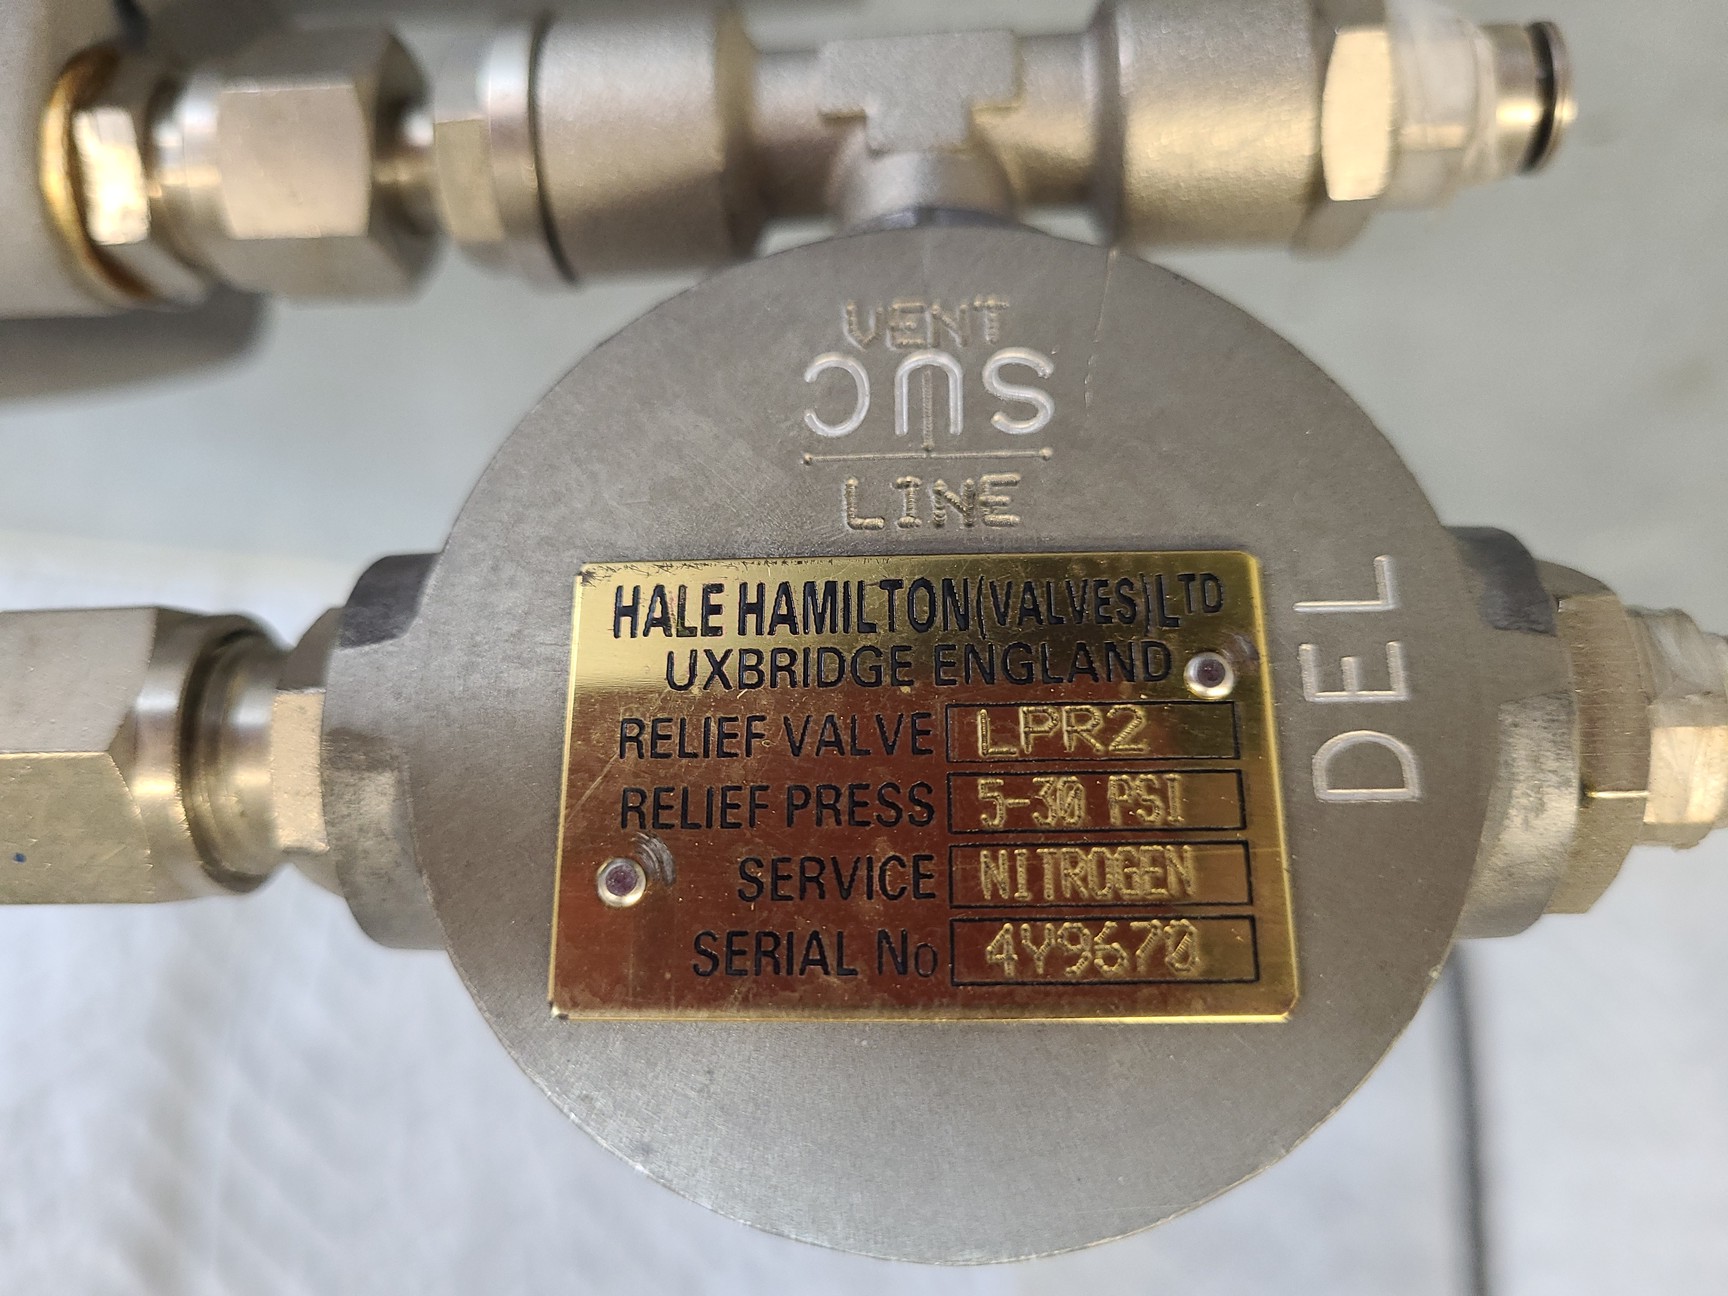 VENT
SUC
LINE
HALE HAMILTON (VALVES) LTD
UXBRIDGE ENGLAND
RELIEF VALVE LPR2
RELIEF PRESS 5-30 PSI
SERVICE NITROGEN
SERIAL No 4Y9670
DEL